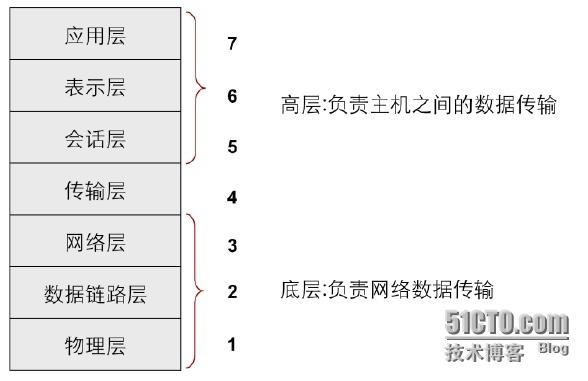 应用层 7
表示层 6
高层:负责主机之间的数据传输
会话层 5
传输层 4
网络层 3
数据链路层 2
底层:负责网络数据传输
物理层 1
51CTO.com
技术博客 Blog